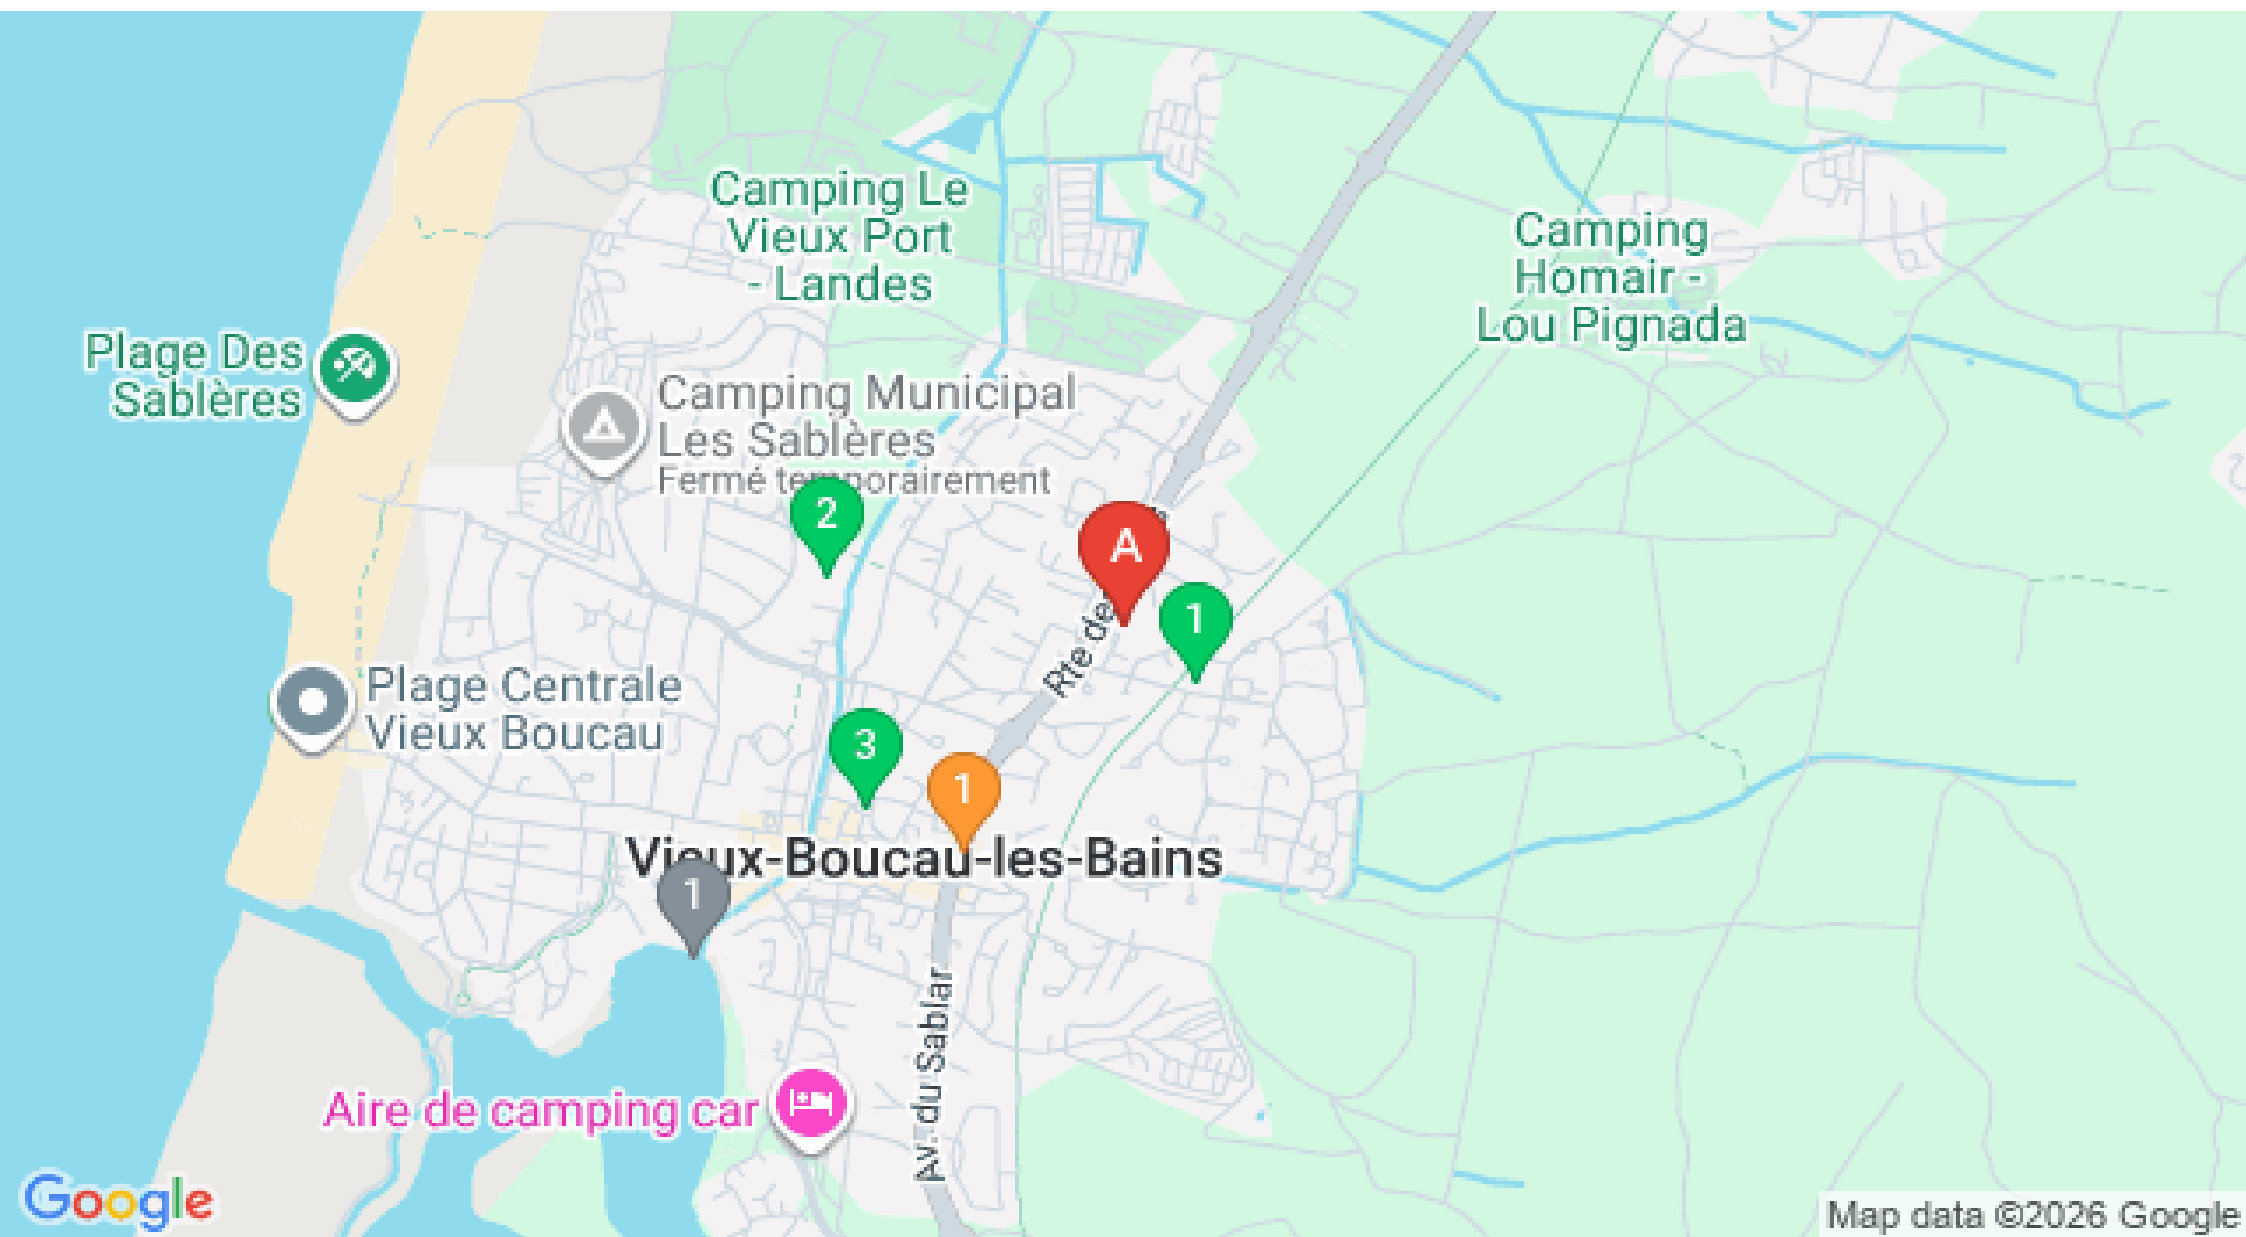 Camping Le
Vieux Port
- Landes
Camping
Homair -
Lou Pignada
Plage Des
Sablères
Camping Municipal
Les Sablères
Fermé temporairement
2
A
1
Rte de
Plage Centrale
Vieux Boucau
3
1
Vieux-Boucau-les-Bains
1
Av. du Sablar
Aire de camping car
Google
Map data ©2026 Google